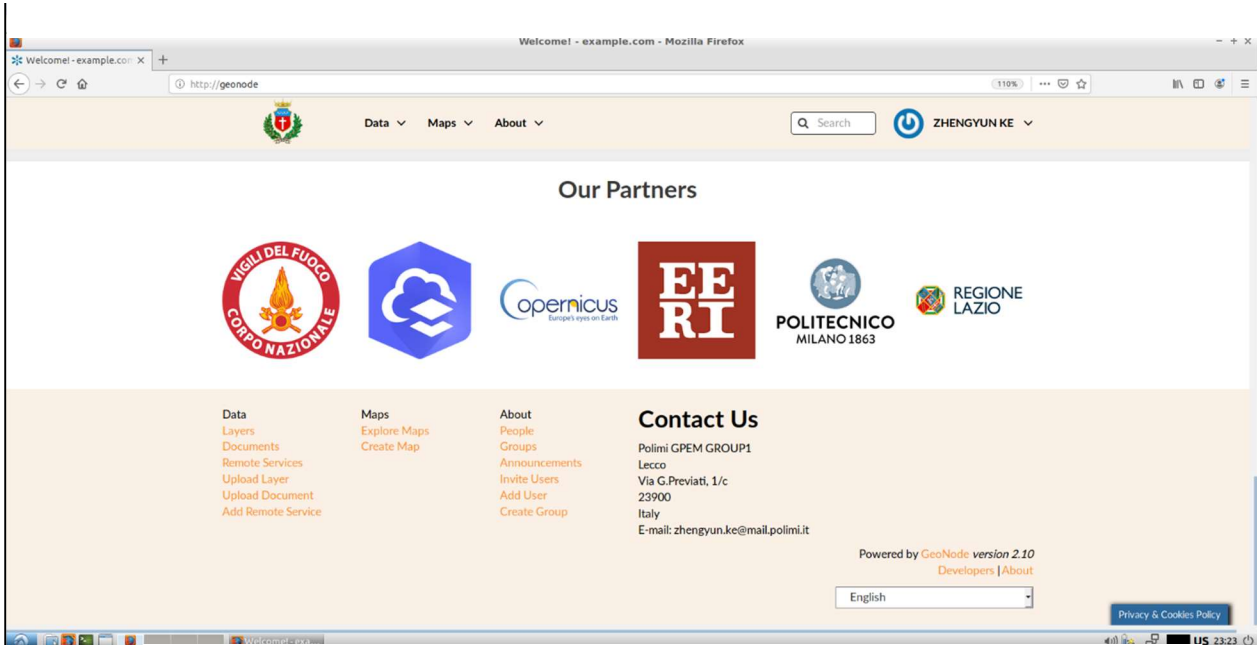 Welcome! - example.com - Mozilla Firefox
Welcome! - example.con
http://geonode
110%
Data
Maps
About
Search
ZHENGYUN KE
Our Partners
VIGILI DEL FUOCO
CORPO NAZIONALE
opernicus
Europe's eyes on Earth
EE
RI
POLITECNICO
MILANO 1863
REGIONE
LAZIO
Data
Layers
Documents
Remote Services
Upload Layer
Upload Document
Add Remote Service
Maps
Explore Maps
Create Map
About
People
Groups
Announcements
Invite Users
Add User
Create Group
Contact Us
Polimi GPEM GROUP1
Lecco
Via G.Previati, 1/c
23900
Italy
E-mail: zhengyun.ke@mail.polimi.it
Powered by GeoNode version 2.10
Developers | About
English
Privacy & Cookies Policy
Welcome! - exa...
US 23:23